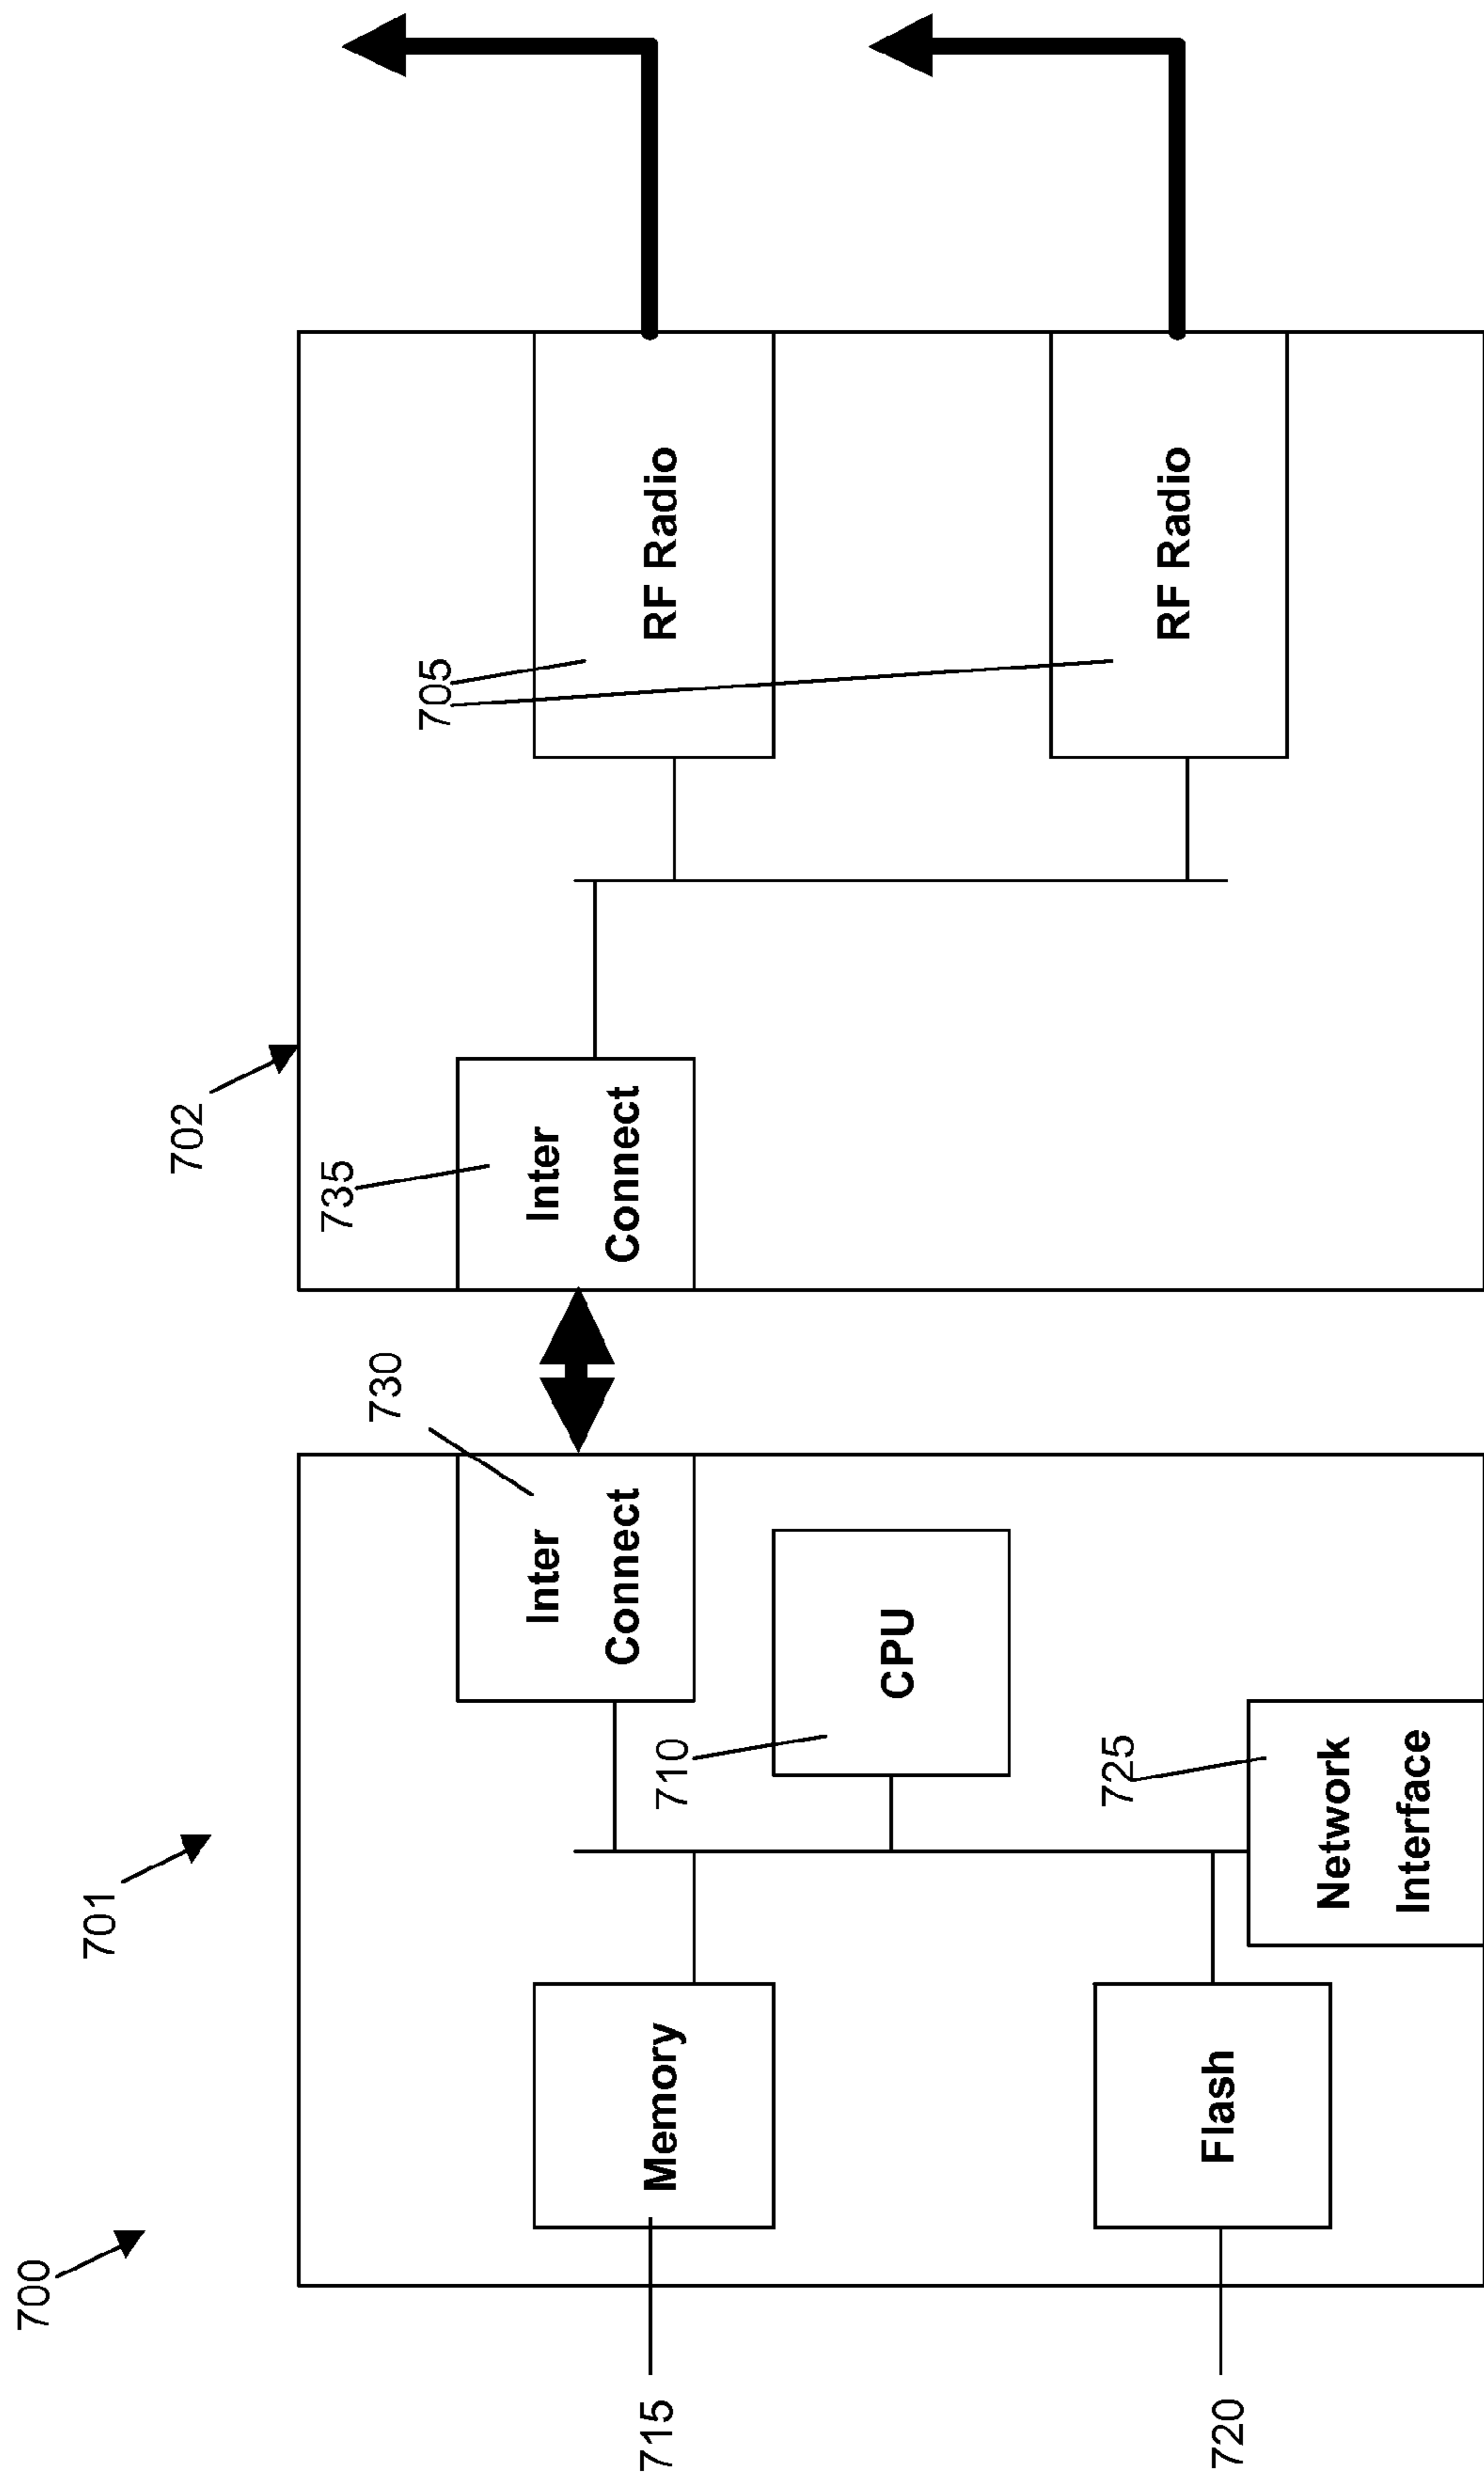 700
701
702
715
Memory
720
Flash
710
CPU
725
Network
Interface
730
Inter
Connect
735
Inter
Connect
705
RF Radio
RF Radio